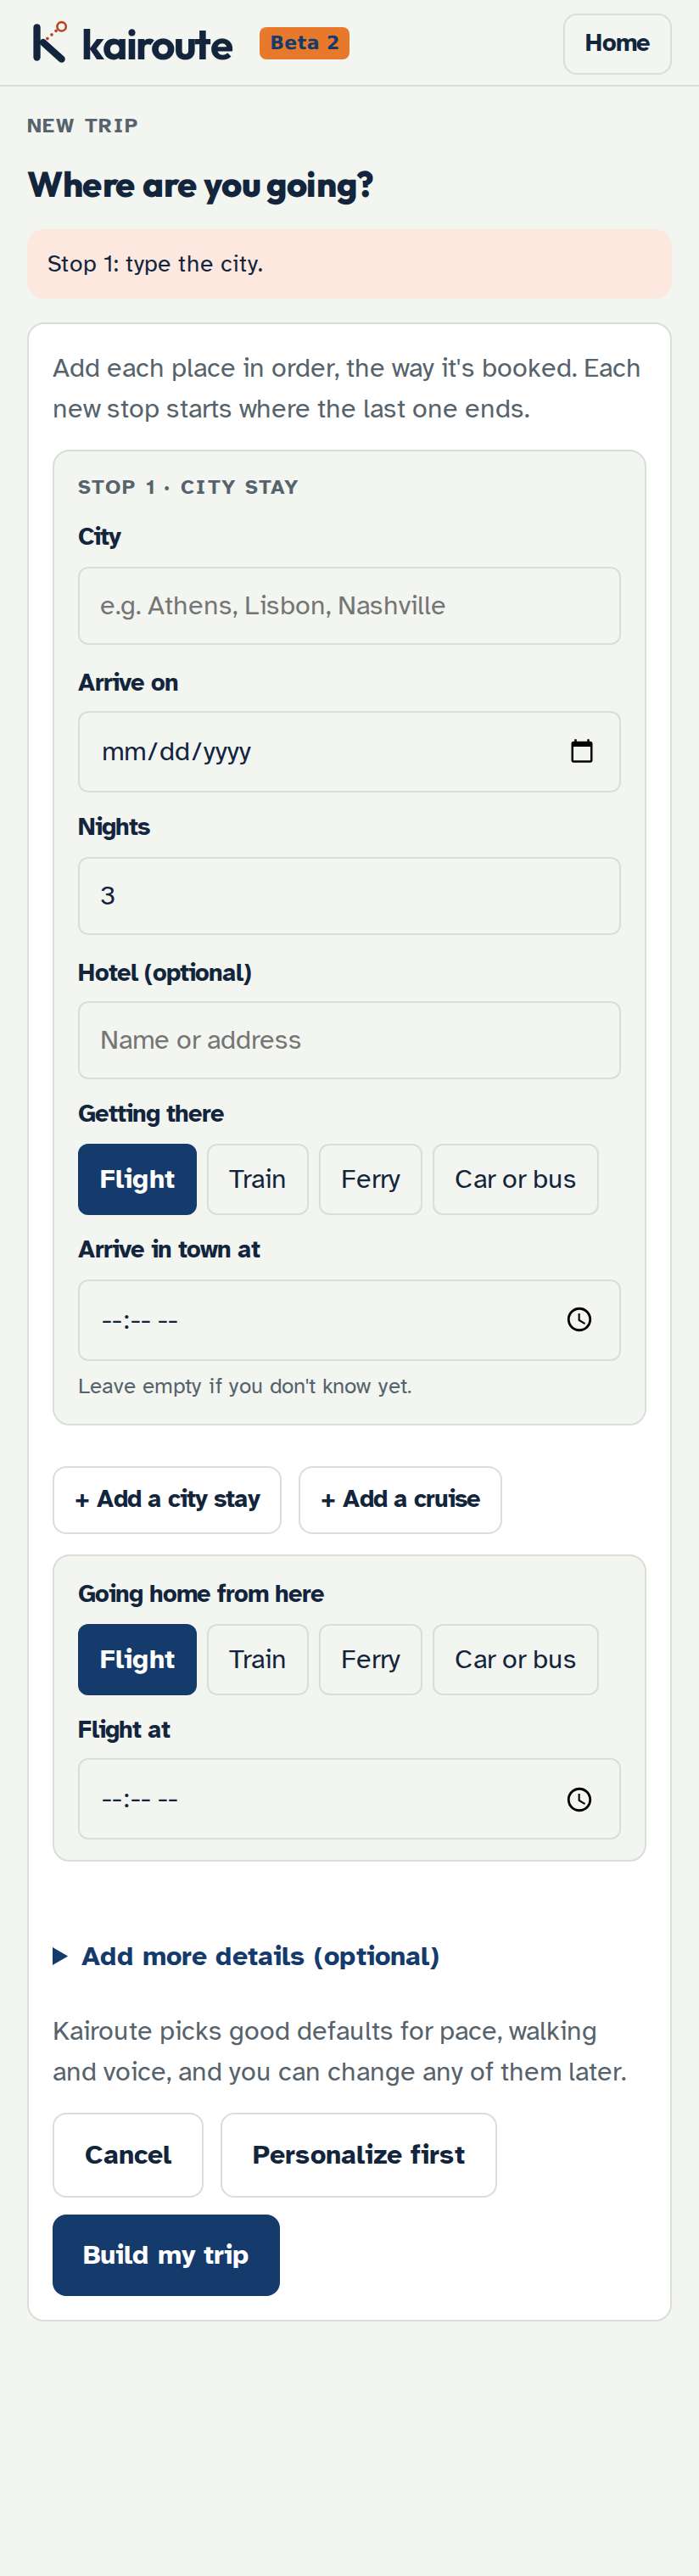 kairoute Beta 2 Home
NEW TRIP
Where are you going?
Stop 1: type the city.
Add each place in order, the way it's booked. Each
new stop starts where the last one ends.
STOP 1 · CITY STAY
City
e.g. Athens, Lisbon, Nashville
Arrive on
mm/dd/yyyy
Nights
3
Hotel (optional)
Name or address
Getting there
Flight Train Ferry Car or bus
Arrive in town at
--:-- --
Leave empty if you don't know yet.
+ Add a city stay + Add a cruise
Going home from here
Flight Train Ferry Car or bus
Flight at
--:-- --
Add more details (optional)
Kairoute picks good defaults for pace, walking
and voice, and you can change any of them later.
Cancel Personalize first
Build my trip